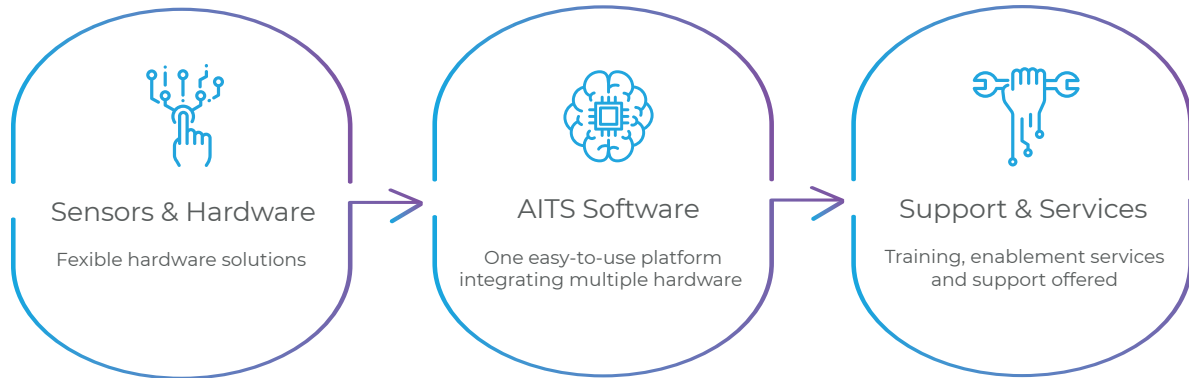 Sensors & Hardware
Fexible hardware solutions
AITS Software
One easy-to-use platform
integrating multiple hardware
Support & Services
Training, enablement services
and support offered